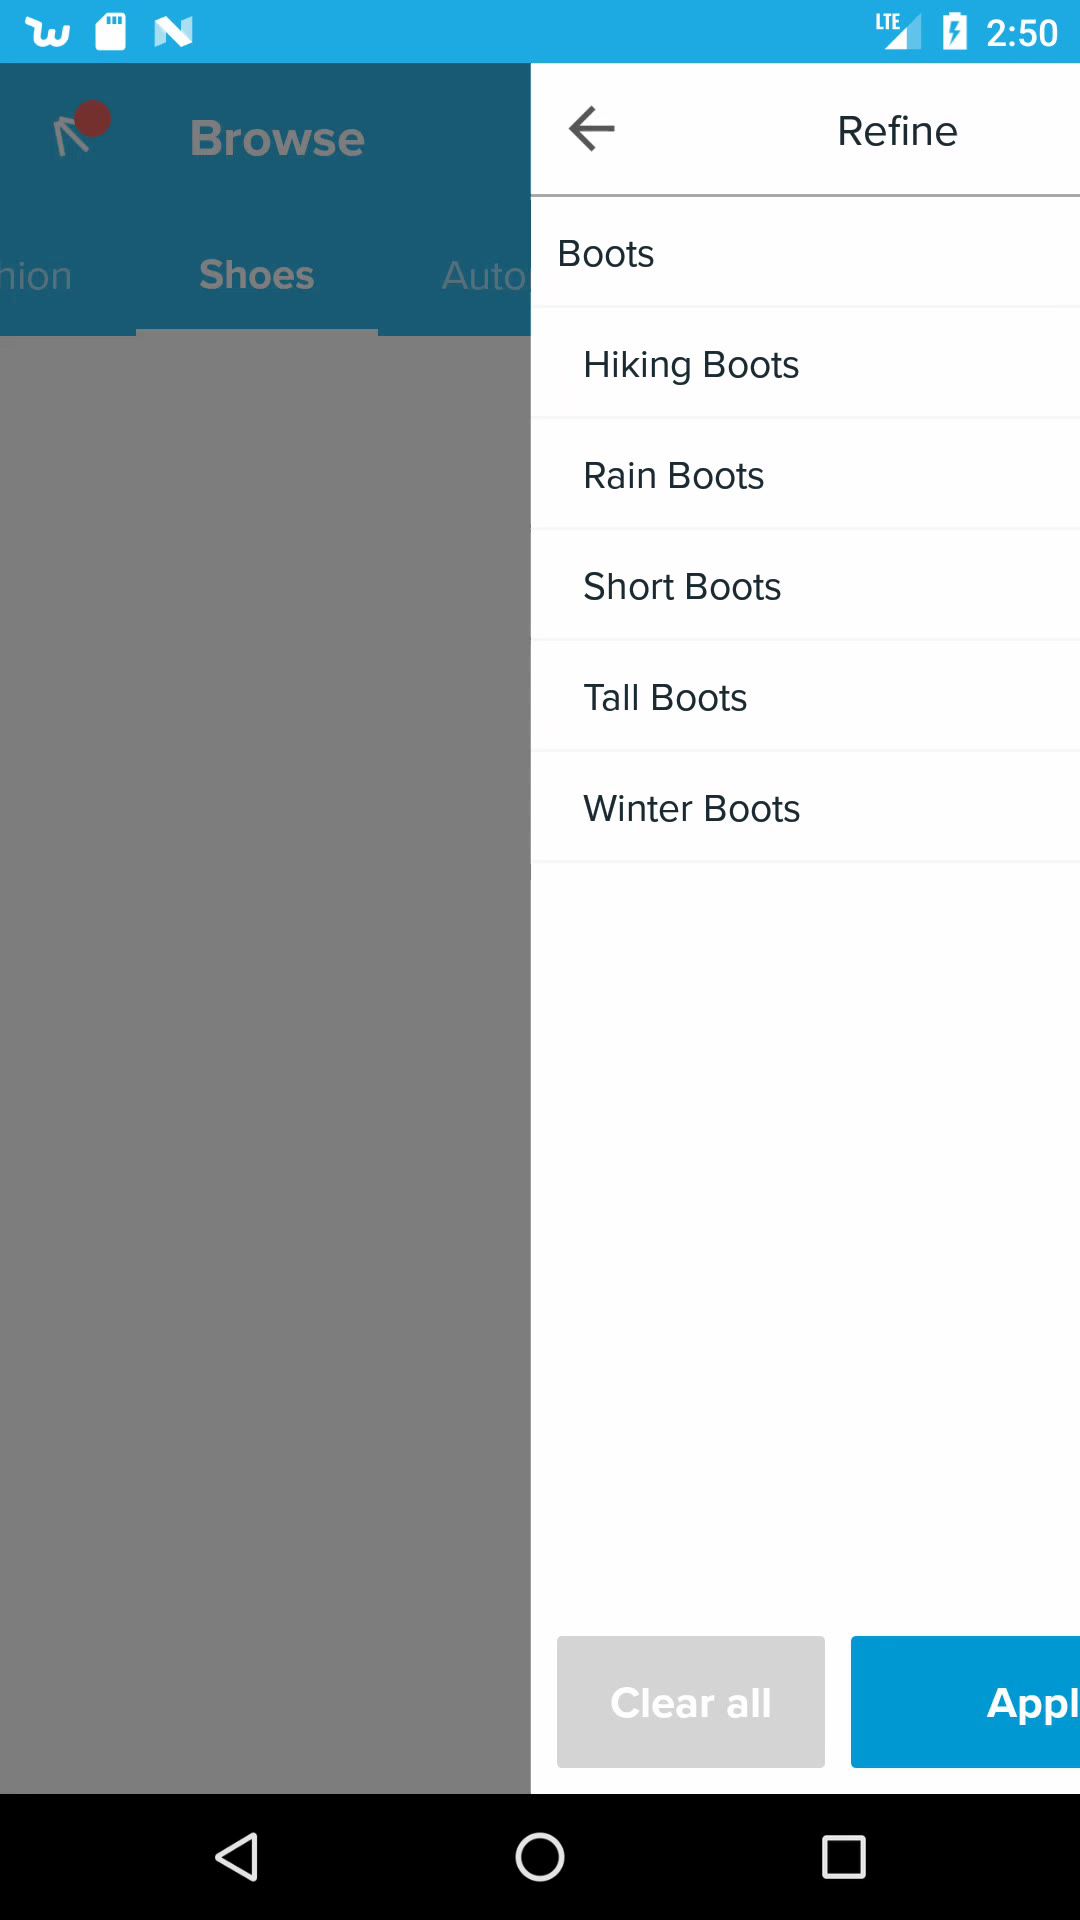 LTE 2:50
Browse
Refine
hion Shoes Auto
Boots
Hiking Boots
Rain Boots
Short Boots
Tall Boots
Winter Boots
Clear all Appl